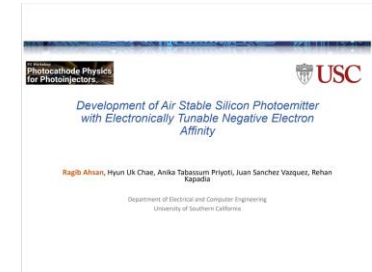 Photocathode Physics
for Photoinjectors
USC
Development of Air Stable Silicon Photoemitter
with Electronically Tunable Negative Electron
Affinity
Ragib Ahsan, Hyun Uk Chae, Anika Tabassum Priyoti, Juan Sanchez Vazquez, Rehan
Kapadia
Department of Electrical and Computer Engineering
University of Southern California